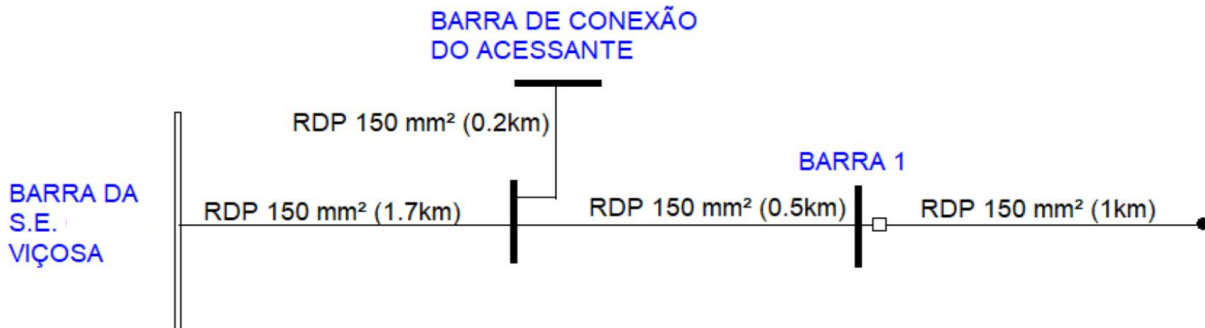 BARRA DE CONEXÃO
DO ACESSANTE
RDP 150 mm² (0.2km)
BARRA 1
BARRA DA
S.E.
VIÇOSA
RDP 150 mm² (1.7km)
RDP 150 mm² (0.5km)
RDP 150 mm² (1km)